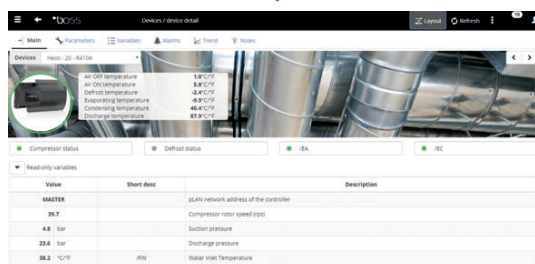 boss Devices / device detail Layout Refresh 10
Main Parameters Variables Alarms Trend Notes
Devices Heos - 20 - R410A
Air OFF temperature 1.0°C/°F
Air ON temperature 5.8°C/°F
Defrost temperature -2.4°C/°F
Evaporating temperature -9.9°C/°F
Condensing temperature 40.4°C/°F
Discharge temperature 87.9°C/°F
Compressor status Defrost status /EA /EC
Read-only variables
Value Short desc Description
MASTER pLAN network address of the controller
39.7 Compressor rotor speed (rps)
4.8 bar Suction pressure
23.6 bar Discharge pressure
38.2 °C/°F /FW Water Inlet Temperature